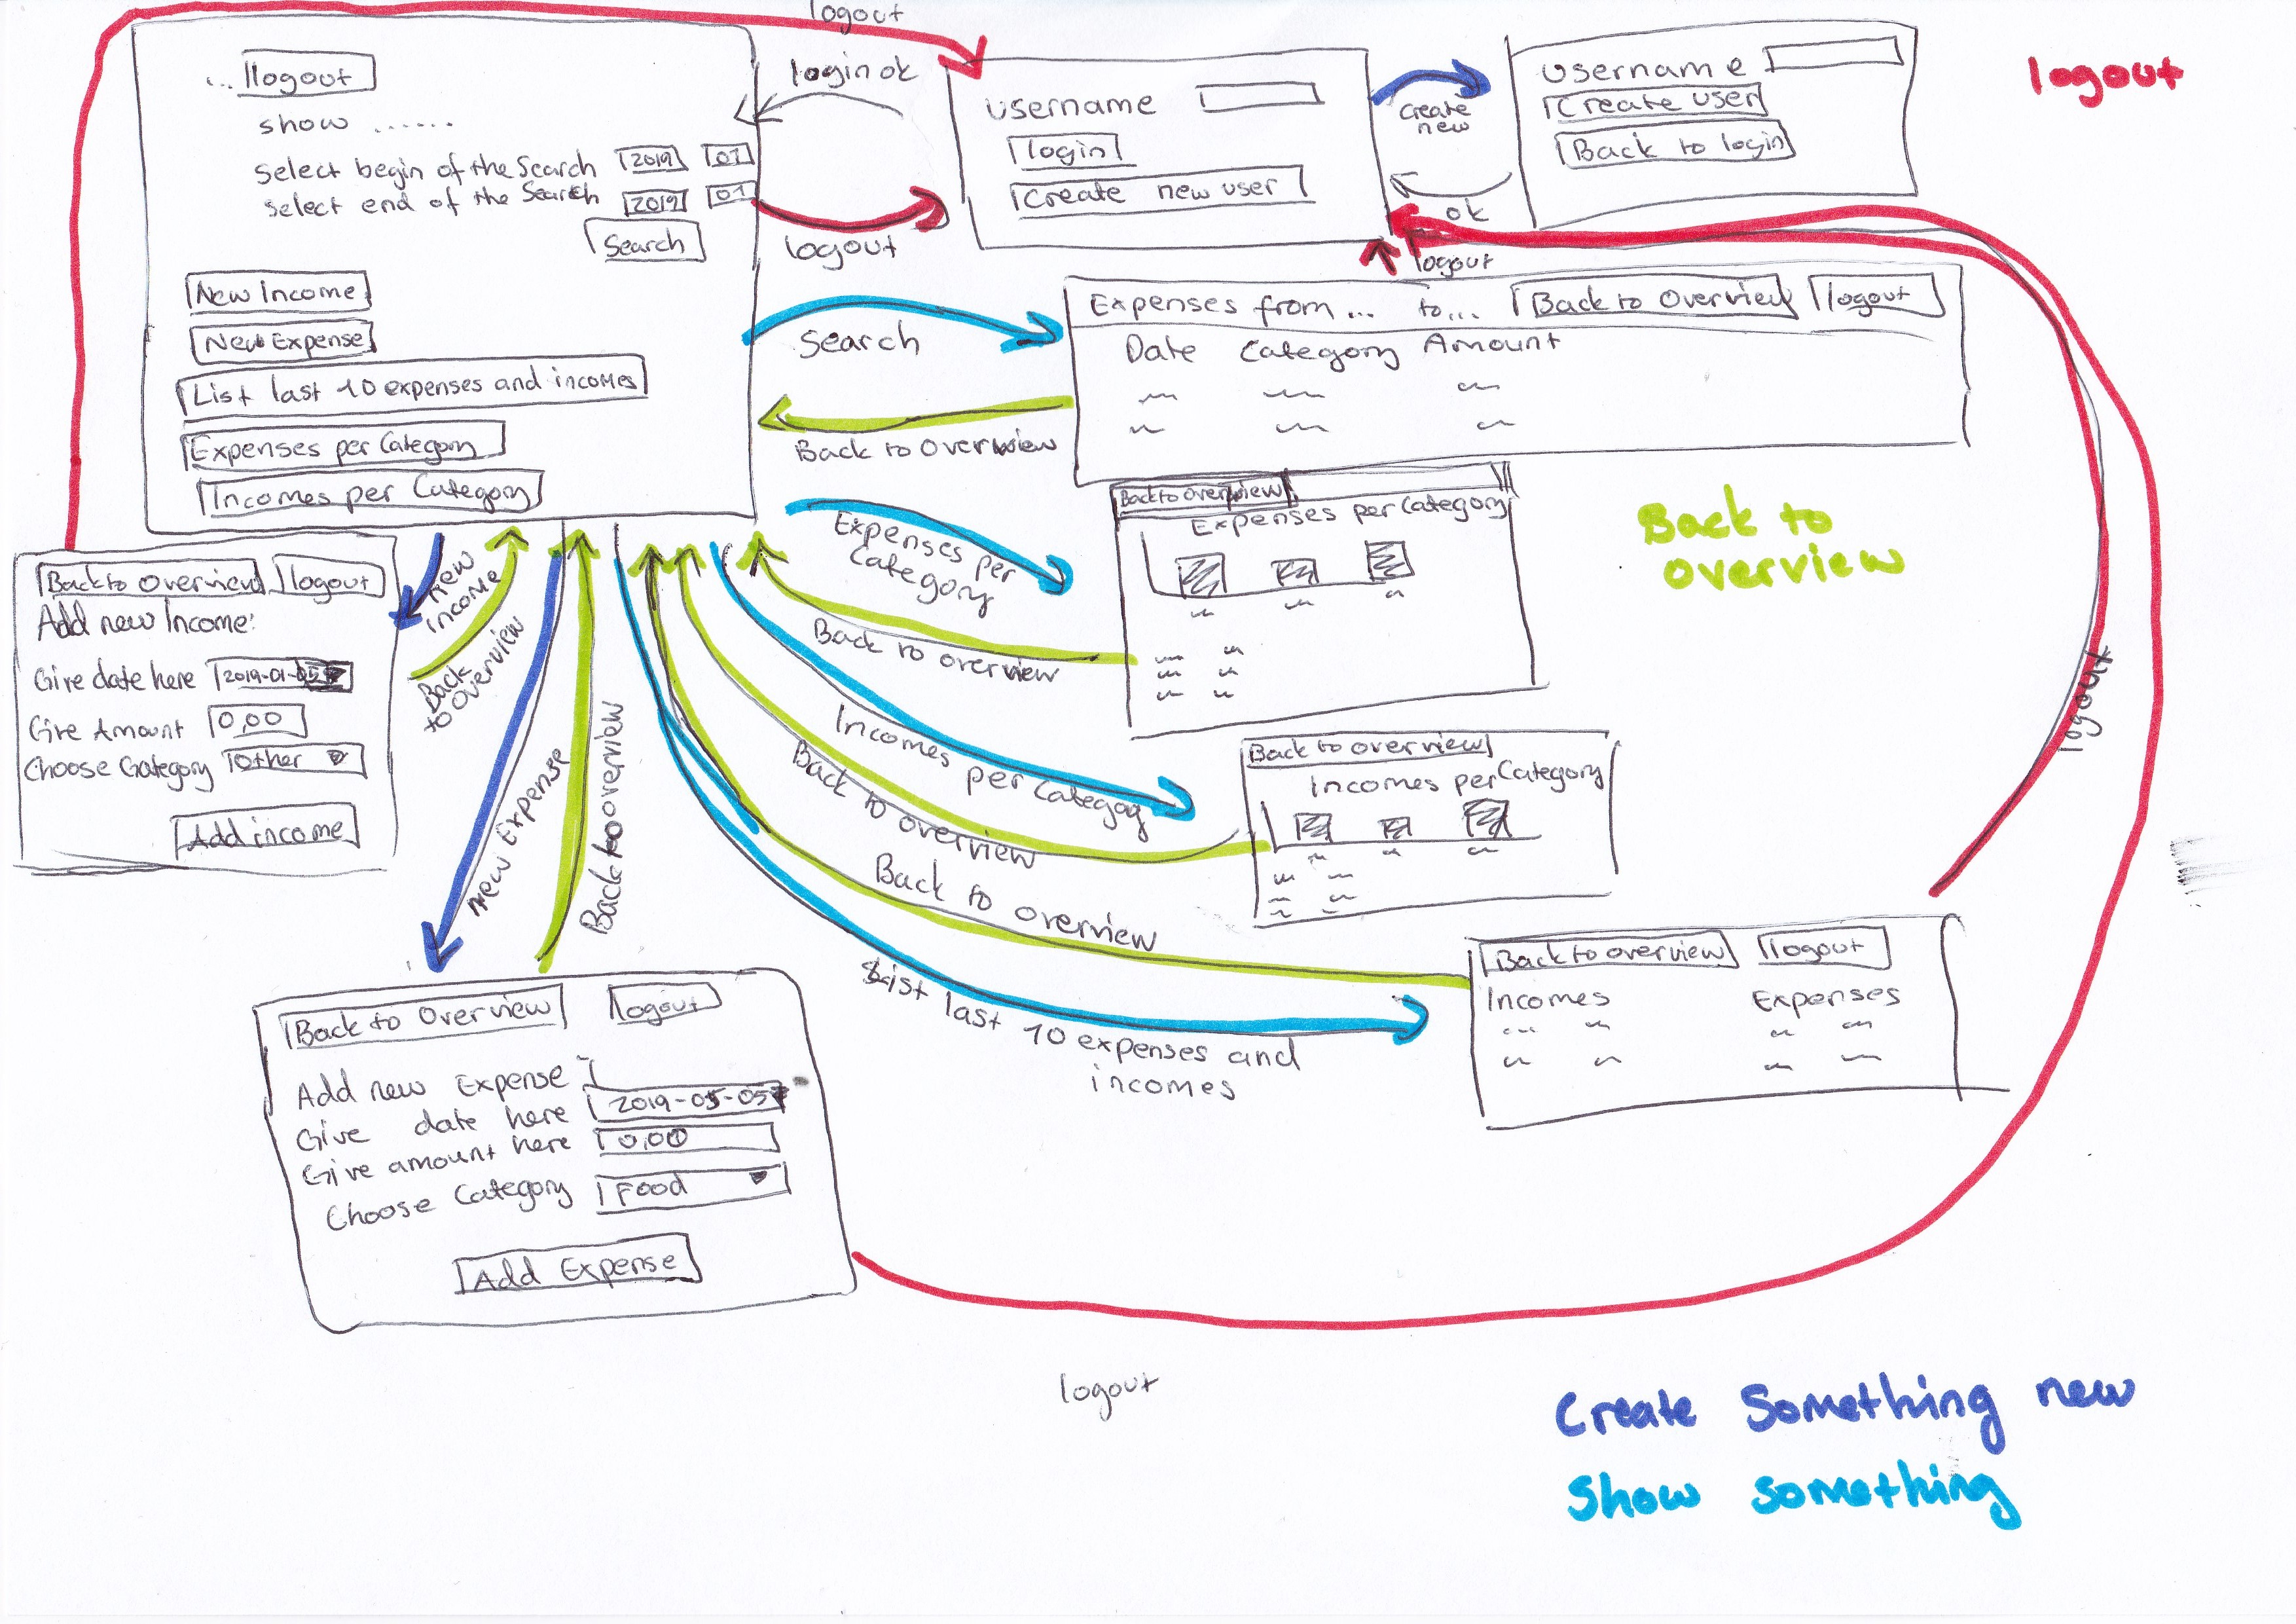 logout
...logout
show ......
Select begin of the Search 2019 01
Select end of the Search 2019 01
Search
New Income
New Expense
List last 10 expenses and incomes
Expenses per Category
Incomes per Category
login ok
logout
username
login
Create new user
Create new
ok
username
Create user
Back to login
logout
logout
Search
Back to Overview
Expenses from... to... Back to Overview logout
Date Category Amount
Expenses per Category
Back to overview
Back to overview
Expenses per Category
Back to overview
Back to Overview logout
Add new Income:
Give date here 2019-01-05
Give Amount 0,00
Choose Category Other
Add income
new income
Back to Overview
new Expense
Back to overview
Incomes per Category
Back to overview
Back to overview
Incomes per Category
Back to overview
List last 10 expenses and incomes
Back to overview logout
Incomes Expenses
logout
Back to Overview logout
Add new Expense
Give date here 2019-05-05
Give amount here 0,00
Choose Category Food
Add Expense
logout
Create Something new
Show something